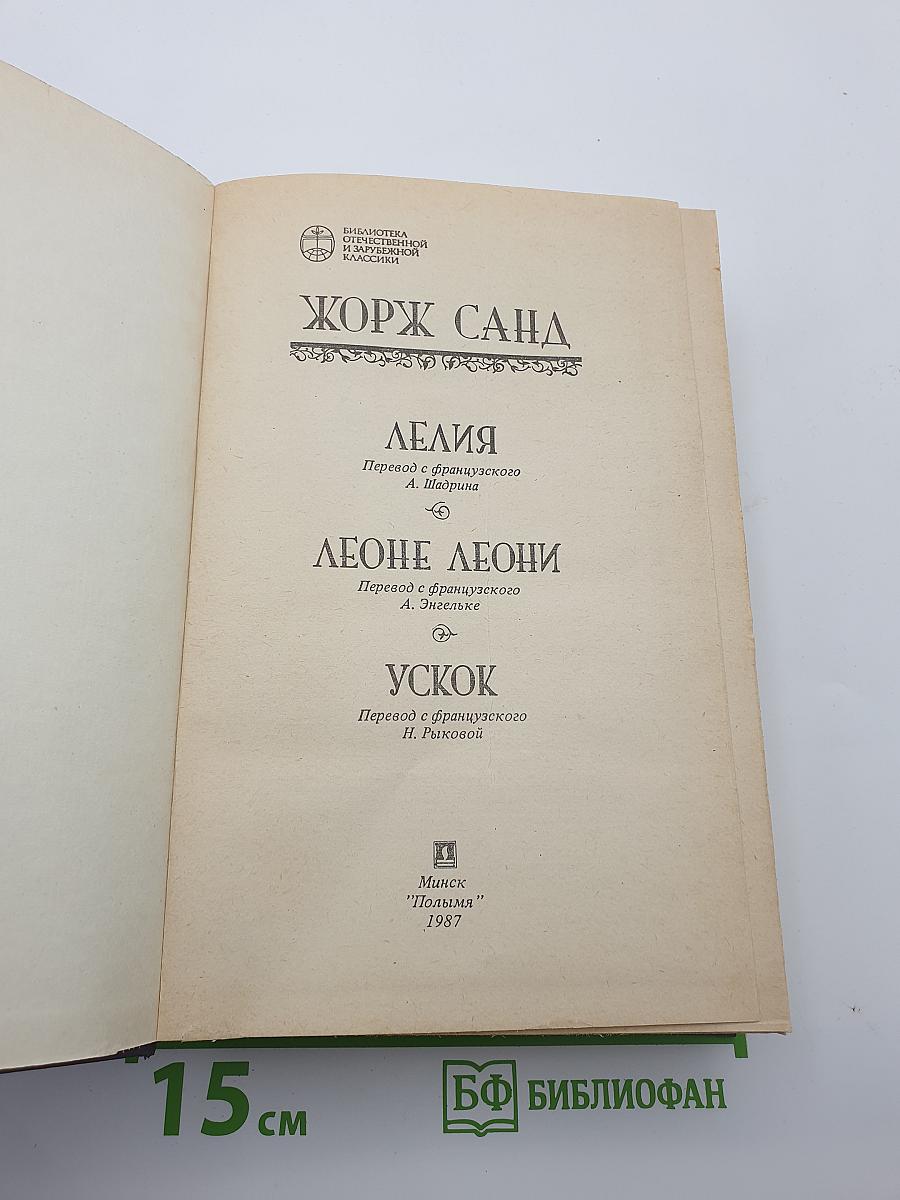 БИБЛИОТЕКА
ОТЕЧЕСТВЕННОЙ
И ЗАРУБЕЖНОЙ
КЛАССИКИ
ЖОРЖ САНД
ЛЕЛИЯ
Перевод с французского
А. Шадрина
ЛЕОНЕ ЛЕОНИ
Перевод с французского
А. Энгельке
УСКОК
Перевод с французского
Н. Рыковой
Минск
"Полымя"
1987
15 см
БФ БИБЛИОФАН